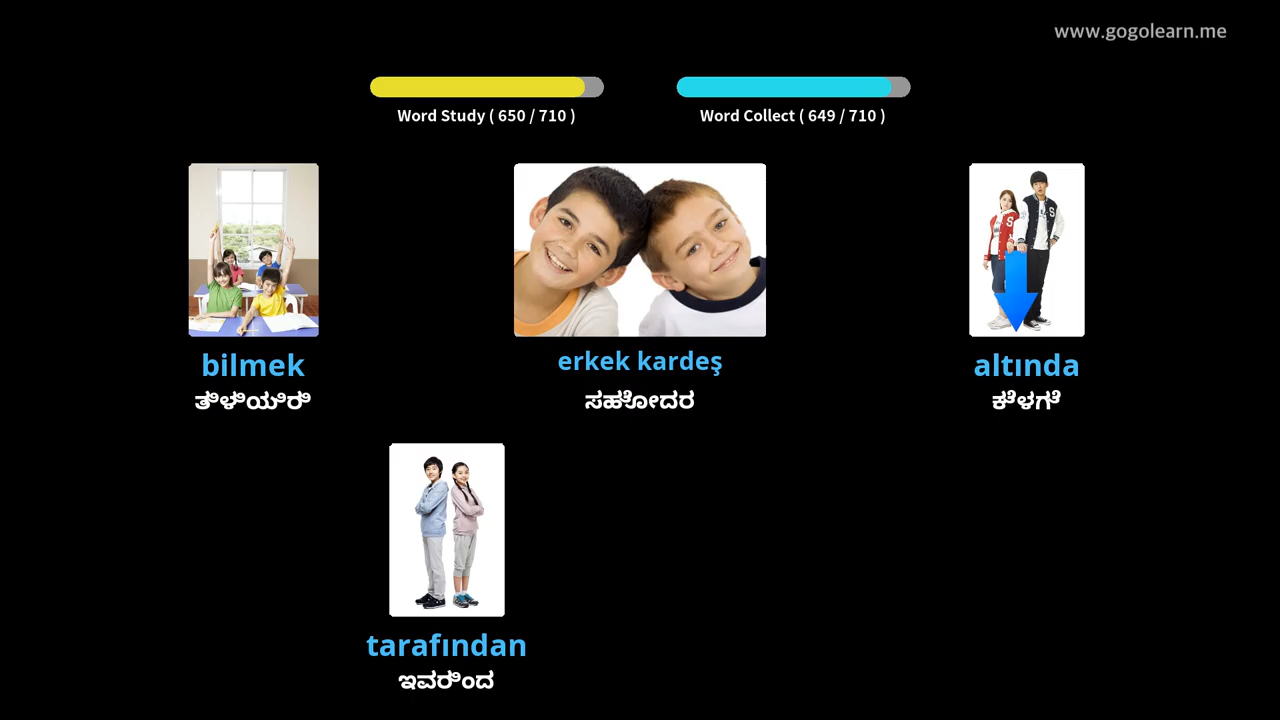 www.gogolearn.me
Word Study ( 650 / 710 )
Word Collect ( 649 / 710 )
bilmek
ತಿಳಿಯಿರಿ
erkek kardeş
ಸಹೋದರ
altında
ಕೆಳಗೆ
tarafından
ಇವರಿಂದ